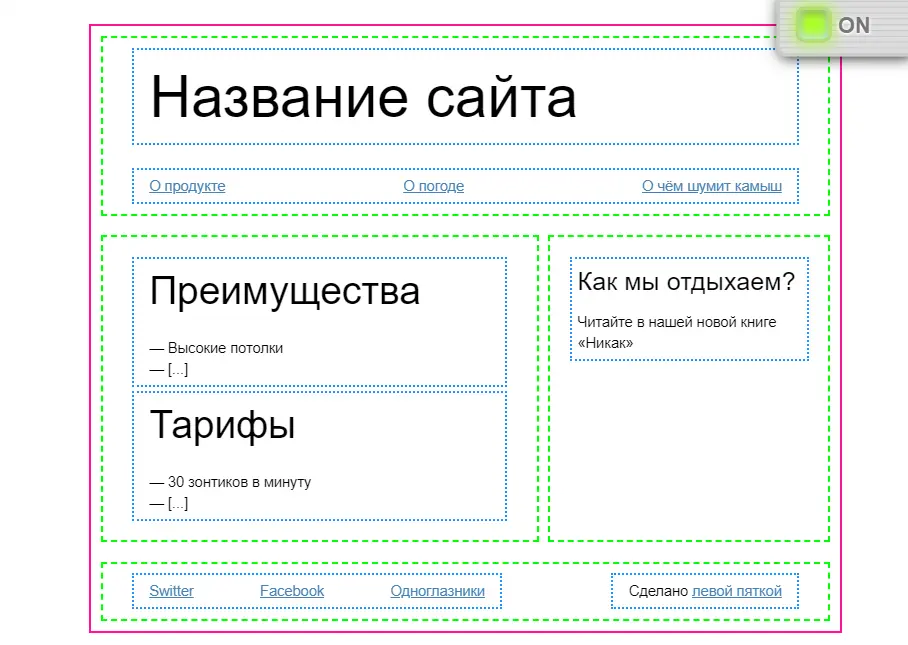 ON
Название сайта
О продукте О погоде О чём шумит камыш
Преимущества
— Высокие потолки
— [...]
Тарифы
— 30 зонтиков в минуту
— [...]
Как мы отдыхаем?
Читайте в нашей новой книге
«Никак»
Switter Facebook Одноглазники
Сделано левой пяткой